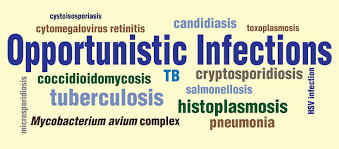 cystoisosporiasis
cytomegalovirus retinitis
candidiasis
toxoplasmosis
Opportunistic Infections
coccidioidomycosis
TB
cryptosporidiosis
microsporidiosis
tuberculosis
salmonellosis
HSV infection
histoplasmosis
Mycobacterium avium complex
pneumonia